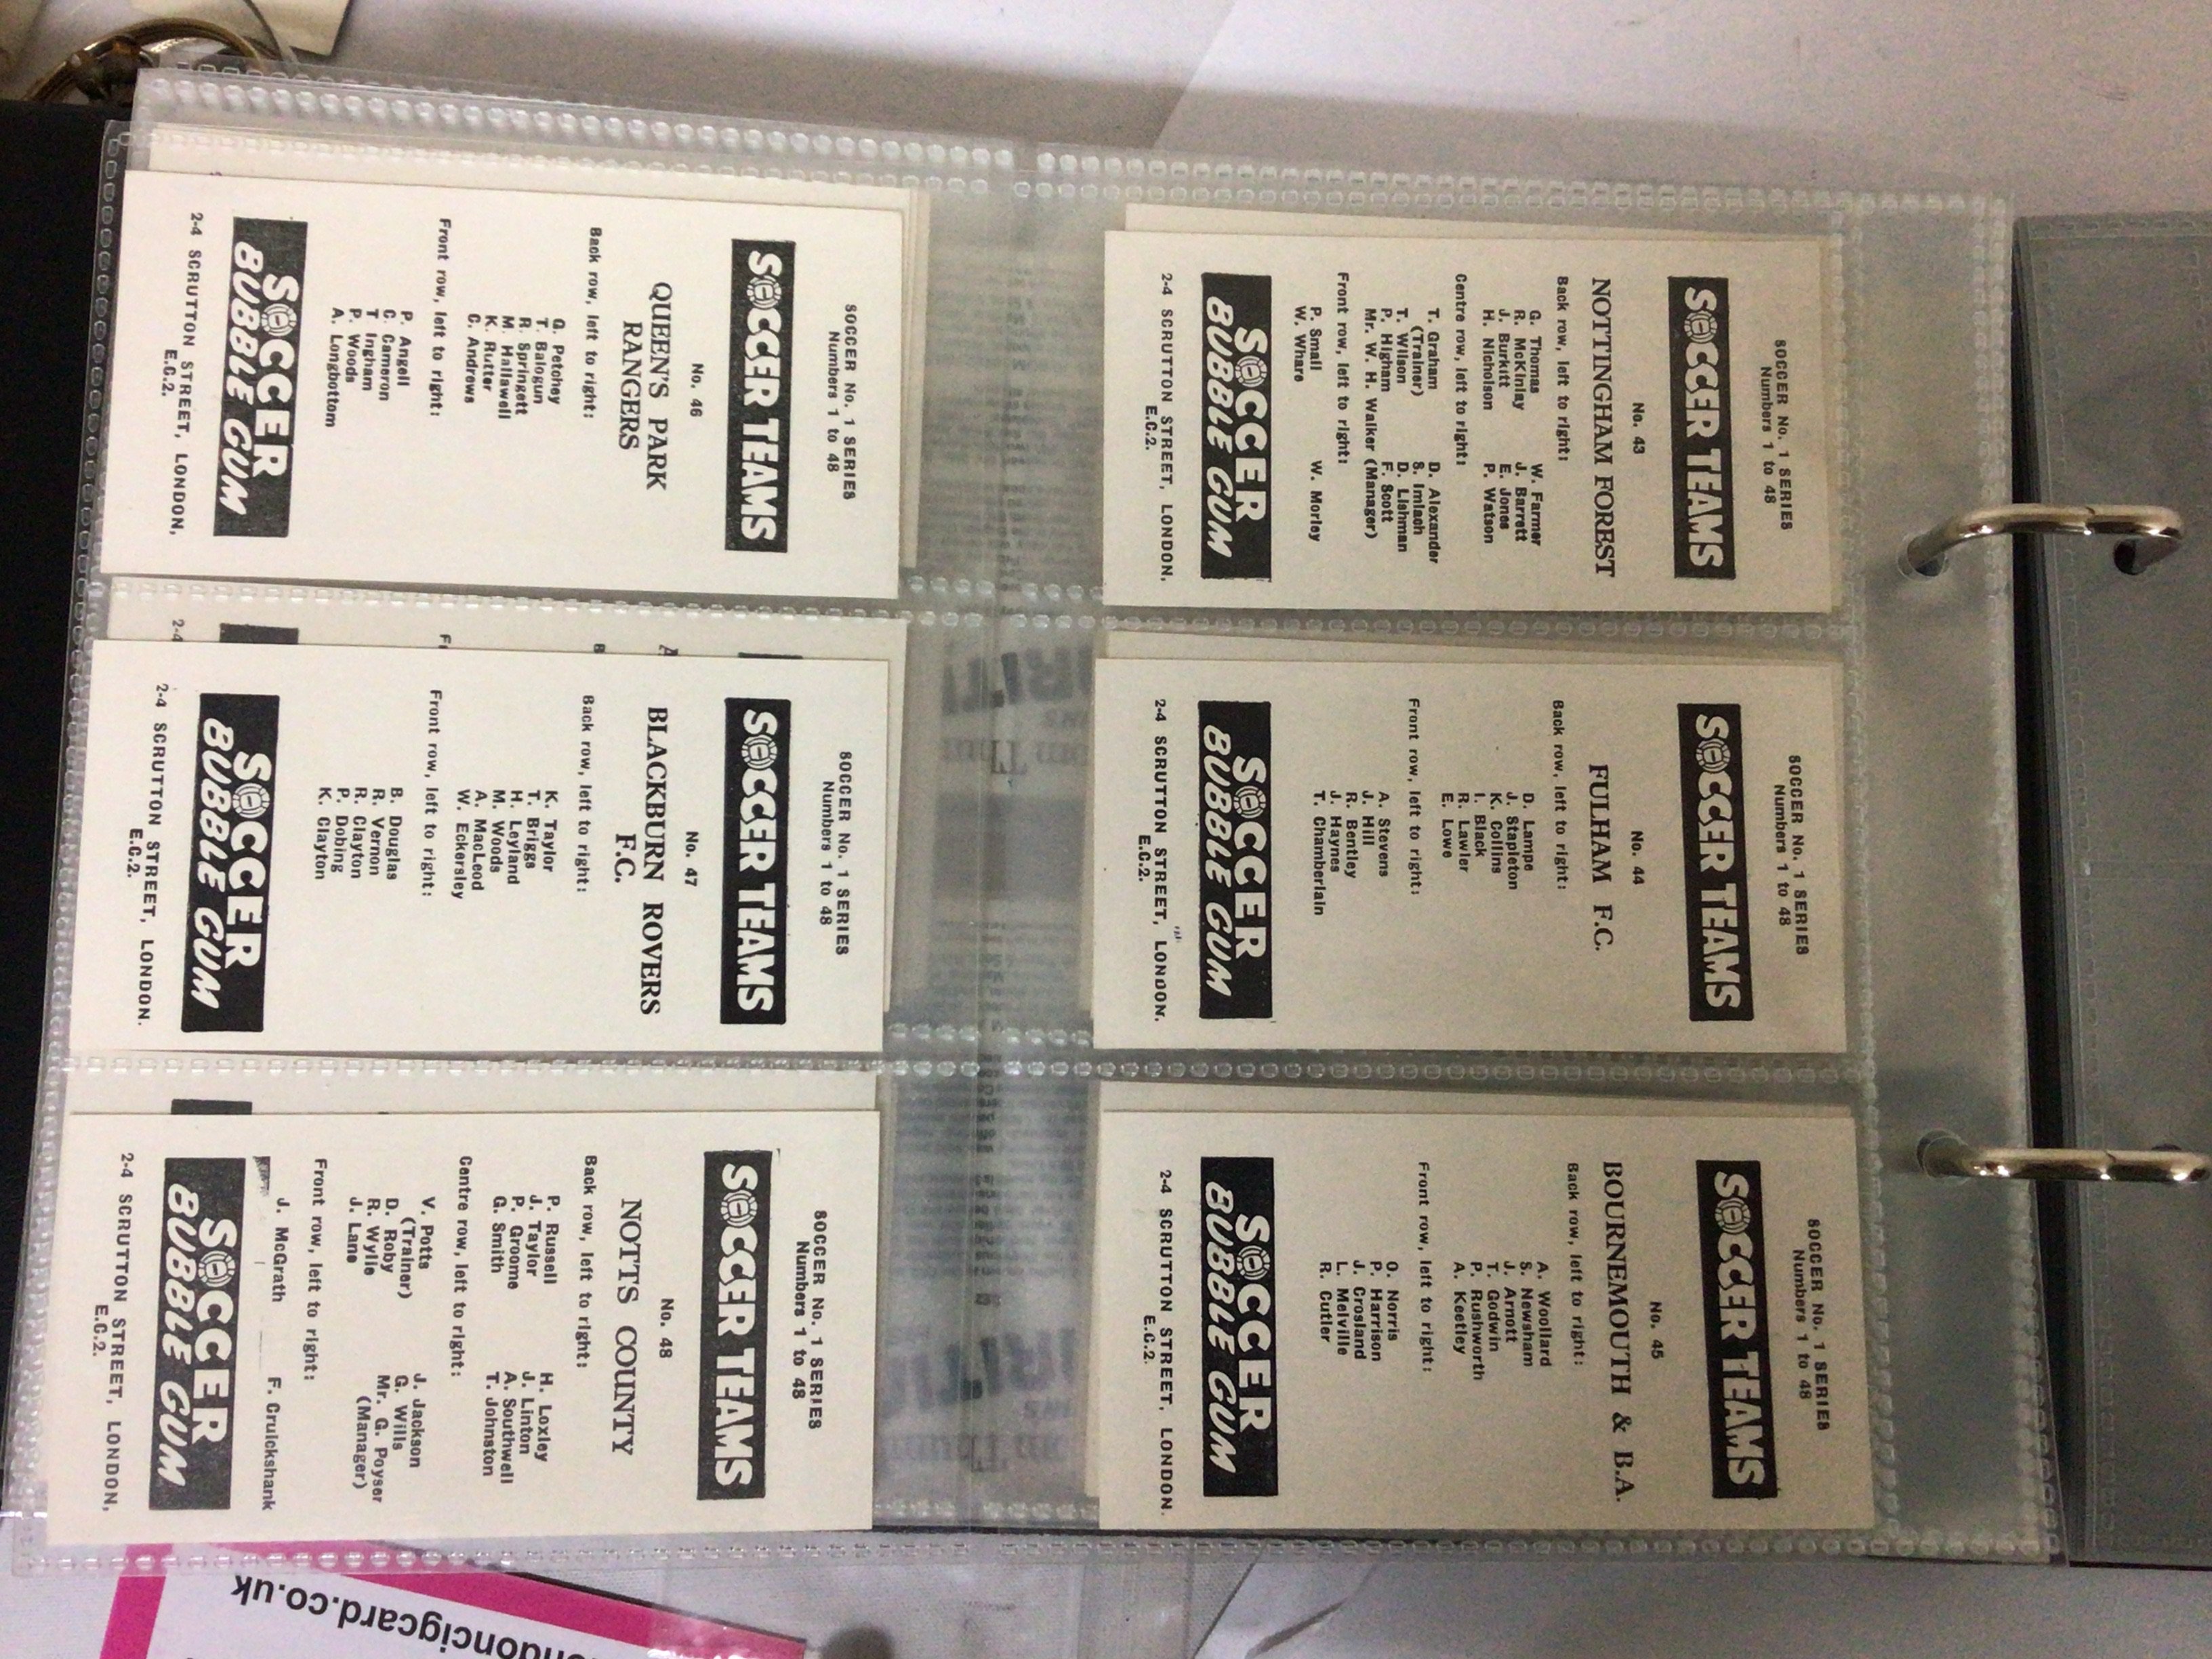 SOCCER No. 1 SERIES
Numbers 1 to 48
SOCCER TEAMS
No. 43
NOTTINGHAM FOREST
Back row, left to right:
G. Thomas W. Farmer
R. McKinlay J. Barrett
J. Burkitt E. Jones
H. Nicholson P. Watson
Centre row, left to right:
T. Graham D. Alexander
(Trainer) S. Imlach
T. Wilson D. Lishman
P. Higham F. Scott
Mr. W. H. Walker (Manager)
Front row, left to right:
P. Small W. Morley
W. Whare
SOCCER
BUBBLE GUM
2-4 SCRUTTON STREET, LONDON,
E.C.2.
SOCCER No. 1 SERIES
Numbers 1 to 48
SOCCER TEAMS
No. 44
FULHAM F.C.
Back row, left to right:
D. Lampe
J. Stapleton
K. Collins
I. Black
R. Lawler
E. Lowe
Front row, left to right:
A. Stevens
J. Hill
R. Bentley
J. Haynes
T. Chamberlain
SOCCER
BUBBLE GUM
2-4 SCRUTTON STREET, LONDON.
E.C.2.
SOCCER No. 1 SERIES
Numbers 1 to 48
SOCCER TEAMS
No. 45
BOURNEMOUTH & B.A.
Back row, left to right:
A. Woollard
S. Newsham
J. Arnott
T. Godwin
P. Rushworth
A. Keetley
Front row, left to right:
O. Norris
P. Harrison
J. Crosland
L. Melville
R. Cutler
SOCCER
BUBBLE GUM
2-4 SCRUTTON STREET, LONDON.
E.C.2.
SOCCER No. 1 SERIES
Numbers 1 to 48
SOCCER TEAMS
No. 46
QUEEN'S PARK
RANGERS
Back row, left to right:
G. Petchey
T. Balogun
R. Springett
M. Hallawell
K. Rutter
C. Andrews
Front row, left to right:
P. Angell
C. Cameron
T Ingham
P. Woods
A. Longbottom
SOCCER
BUBBLE GUM
2-4 SCRUTTON STREET, LONDON,
E.C.2.
SOCCER No. 1 SERIES
Numbers 1 to 48
SOCCER TEAMS
No. 47
BLACKBURN ROVERS
F.C.
Back row, left to right:
K. Taylor
T. Briggs
H. Leyland
M. Woods
A. MacLeod
W. Eckersley
Front row, left to right:
B. Douglas
R. Vernon
R. Clayton
P. Dobing
K. Clayton
SOCCER
BUBBLE GUM
2-4 SCRUTTON STREET, LONDON.
E.C.2.
SOCCER No. 1 SERIES
Numbers 1 to 48
SOCCER TEAMS
No. 48
NOTTS COUNTY
Back row, left to right:
P. Russell H. Loxley
J. Taylor J. Linton
P. Groome A. Southwell
G. Smith T. Johnston
Centre row, left to right:
V. Potts J. Jackson
(Trainer) G. Wills
D. Roby Mr. G. Poyser
R. Wylie (Manager)
J. Lane
Front row, left to right:
J. McGrath F. Cruickshank
SOCCER
BUBBLE GUM
2-4 SCRUTTON STREET, LONDON,
E.C.2.
2-4
ndoncigcard.co.uk